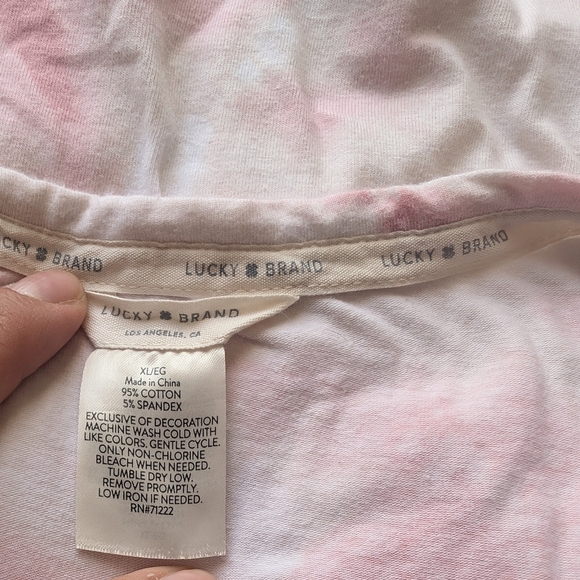 CKY BRAND
LUCKY BRAND
LUCKY BRAND
LUCKY BRAND
LOS ANGELES, CA
XL/EG
Made in China
95% COTTON
5% SPANDEX
EXCLUSIVE OF DECORATION
MACHINE WASH COLD WITH
LIKE COLORS. GENTLE CYCLE.
ONLY NON-CHLORINE
BLEACH WHEN NEEDED.
TUMBLE DRY LOW.
REMOVE PROMPTLY.
LOW IRON IF NEEDED.
RN#71222